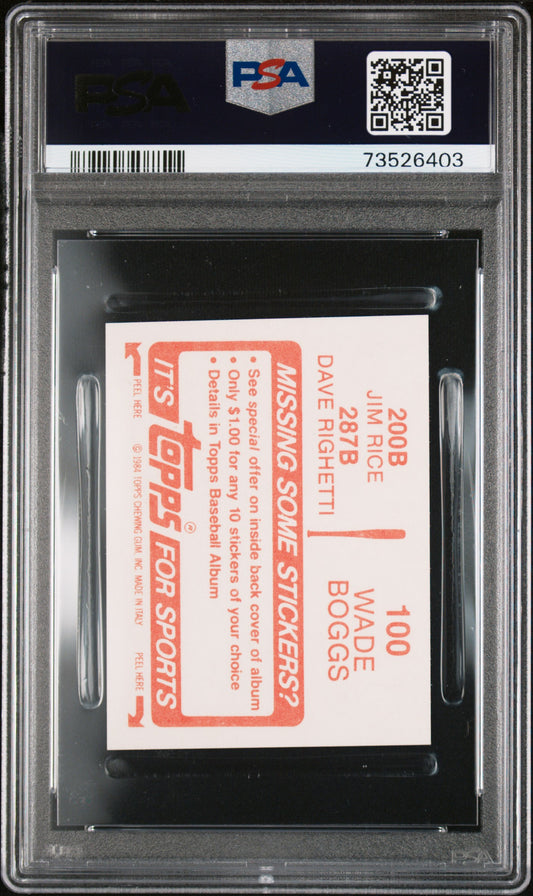 PSA
PSA
73526403
200B
JIM RICE
287B
DAVE RIGHETTI
100
WADE
BOGGS
MISSING SOME STICKERS?
• See special offer on inside back cover of album
• Only $1.00 for any 10 stickers of your choice
• Details in Topps Baseball Album
IT'S topps® FOR SPORTS
PEEL HERE © 1984 TOPPS CHEWING GUM, INC. MADE IN ITALY PEEL HERE
PSA